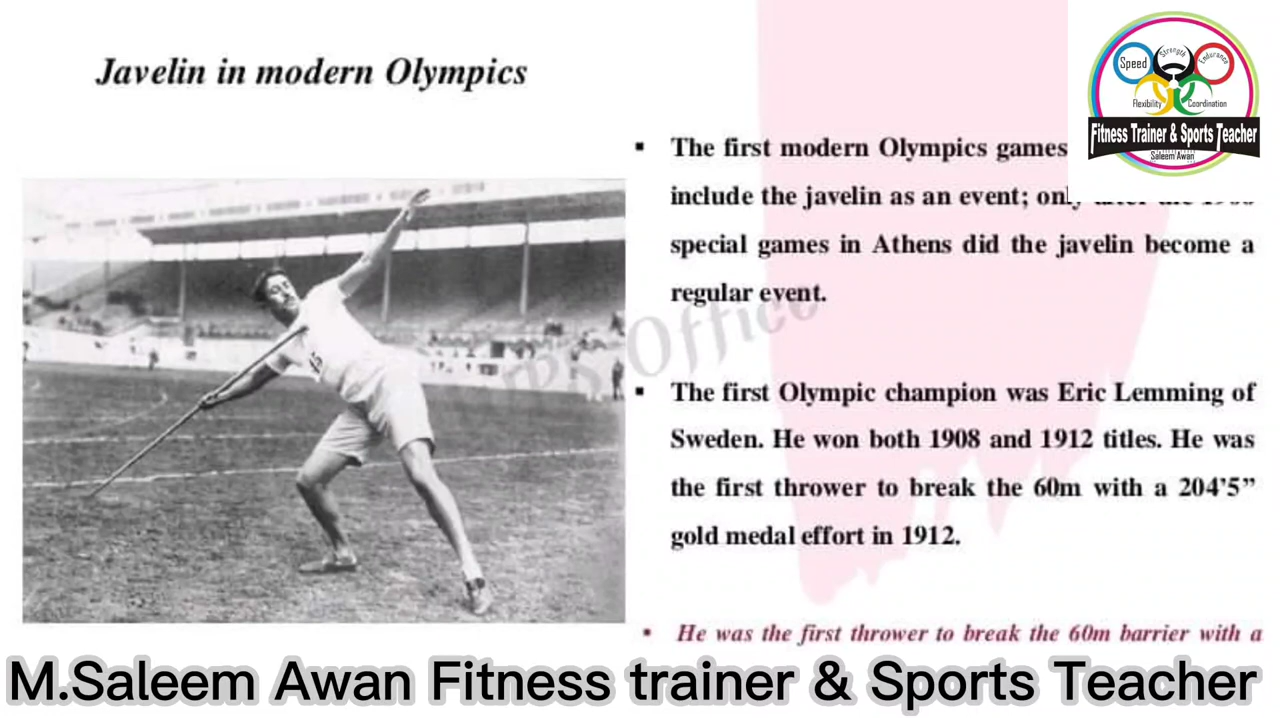 Javelin in modern Olympics
Speed
Strength
Endurance
Flexibility
Coordination
Fitness Trainer & Sports Teacher
Saleem Awan
▪ The first modern Olympics games
include the javelin as an event; only
special games in Athens did the javelin become a
regular event.
Office
▪ The first Olympic champion was Eric Lemming of
Sweden. He won both 1908 and 1912 titles. He was
the first thrower to break the 60m with a 204'5”
gold medal effort in 1912.
▪ He was the first thrower to break the 60m barrier with a
M.Saleem Awan Fitness trainer & Sports Teacher